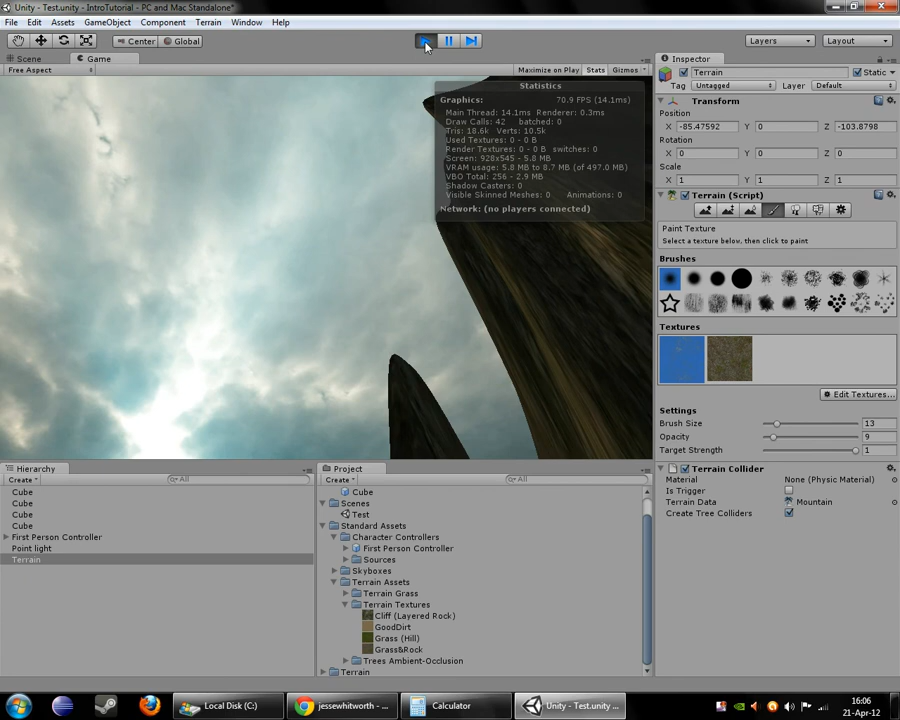 Unity - Test.unity - IntroTutorial - PC and Mac Standalone*
File Edit Assets GameObject Component Terrain Window Help
Center Global Layers Layout
Scene Game
Free Aspect Maximize on Play Stats Gizmos
Statistics
Graphics: 70.9 FPS (14.1ms)
Main Thread: 14.1ms Renderer: 0.3ms
Draw Calls: 42 batched: 0
Tris: 18.6k Verts: 10.5k
Used Textures: 0 - 0 B
Render Textures: 0 - 0 B switches: 0
Screen: 928x545 - 5.8 MB
VRAM usage: 5.8 MB to 8.7 MB (of 497.0 MB)
VBO Total: 256 - 2.9 MB
Shadow Casters: 0
Visible Skinned Meshes: 0 Animations: 0
Network: (no players connected)
Inspector
Terrain Static
Tag Untagged Layer Default
Transform
Position
X -85.47592 Y 0 Z -103.8798
Rotation
X 0 Y 0 Z 0
Scale
X 1 Y 1 Z 1
Terrain (Script)
Paint Texture
Select a texture below, then click to paint
Brushes
Textures
Edit Textures...
Settings
Brush Size 13
Opacity 9
Target Strength 1
Terrain Collider
Material None (Physic Material)
Is Trigger
Terrain Data Mountain
Create Tree Colliders
Hierarchy
Create All
Cube
Cube
Cube
Cube
First Person Controller
Point light
Terrain
Project
Create All
Cube
Scenes
Test
Standard Assets
Character Controllers
First Person Controller
Sources
Skyboxes
Terrain Assets
Terrain Grass
Terrain Textures
Cliff (Layered Rock)
GoodDirt
Grass (Hill)
Grass&Rock
Trees Ambient-Occlusion
Terrain
Local Disk (C:) jessewhitworth - ... Calculator Unity - Test.unity ...
16:06
21-Apr-12